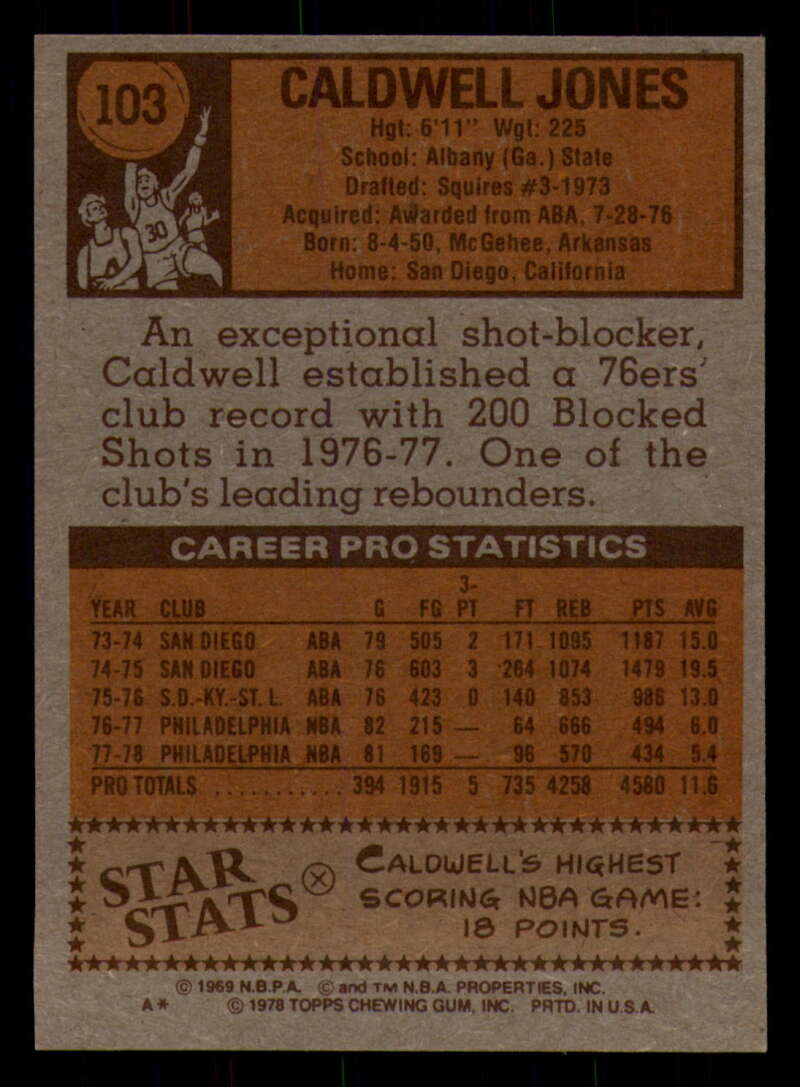 103
CALDWELL JONES
Hgt: 6'11" Wgt: 225
School: Albany (Ga.) State
Drafted: Squires #3-1973
Acquired: Awarded from ABA, 7-28-76
Born: 8-4-50, McGehee, Arkansas
Home: San Diego, California
30
An exceptional shot-blocker,
Caldwell established a 76ers'
club record with 200 Blocked
Shots in 1976-77. One of the
club's leading rebounders.
CAREER PRO STATISTICS
YEAR CLUB G FG 3-PT FT REB PTS AVG
73-74 SAN DIEGO ABA 79 505 2 171 1095 1187 15.0
74-75 SAN DIEGO ABA 76 603 3 264 1074 1479 19.5
75-76 S.D.-KY.-ST. L. ABA 76 423 0 140 853 986 13.0
76-77 PHILADELPHIA NBA 82 215 — 64 666 494 6.0
77-78 PHILADELPHIA NBA 81 169 — 96 570 434 5.4
PRO TOTALS ........... 394 1915 5 735 4258 4580 11.6
STAR STATS
CALDWELL'S HIGHEST
SCORING NBA GAME:
18 POINTS.
© 1969 N.B.P.A. © and TM N.B.A. PROPERTIES, INC.
A* © 1978 TOPPS CHEWING GUM, INC. PRTD. IN U.S.A.